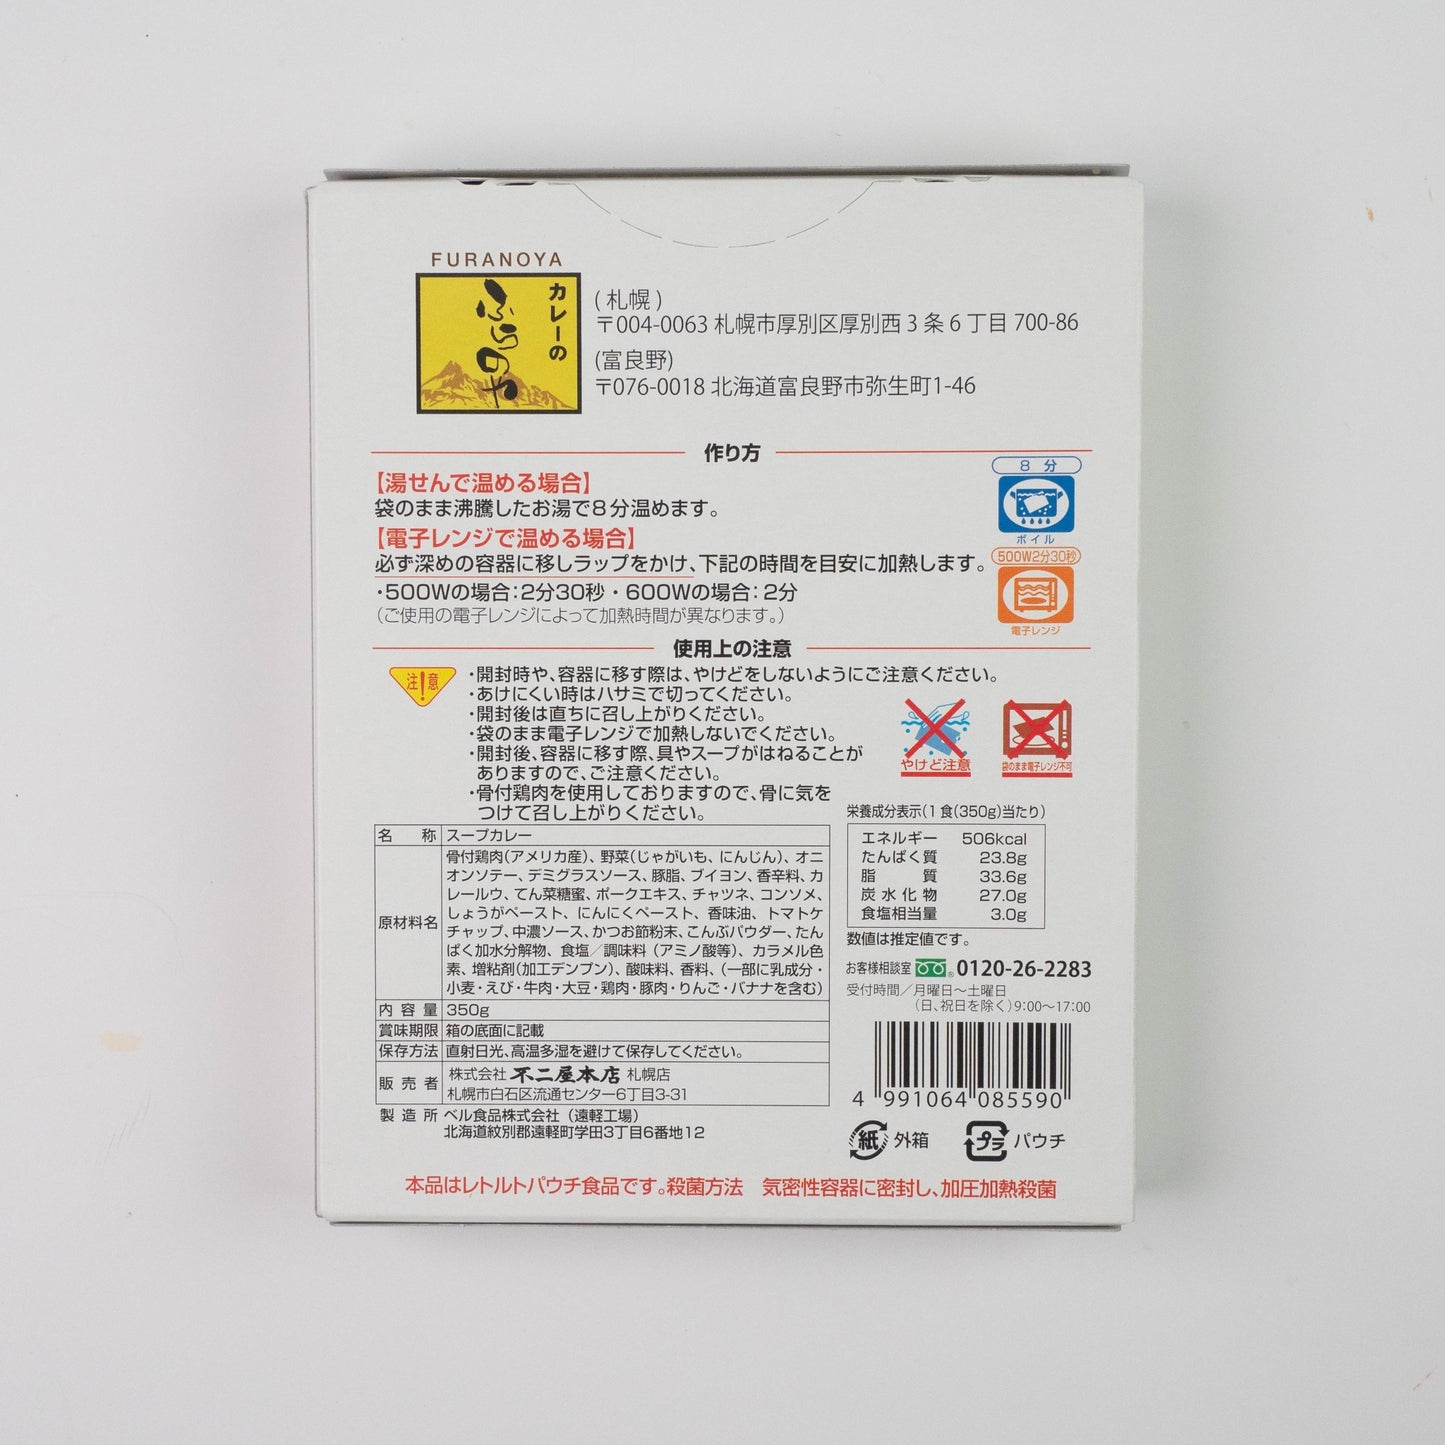 FURANOYA
カレーの
ふらのや
(札幌)
〒004-0063 札幌市厚別区厚別西3条6丁目 700-86
(富良野)
〒076-0018 北海道富良野市弥生町1-46
作り方
【湯せんで温める場合】
袋のまま沸騰したお湯で8分温めます。
【電子レンジで温める場合】
必ず深めの容器に移しラップをかけ、下記の時間を目安に加熱します。
・500Wの場合:2分30秒・600Wの場合:2分
(ご使用の電子レンジによって加熱時間が異なります。)
8分
ボイル
500W2分30秒
電子レンジ
使用上の注意
注!意
・開封時や、容器に移す際は、やけどをしないようにご注意ください。
・あけにくい時はハサミで切ってください。
・開封後は直ちに召し上がりください。
・袋のまま電子レンジで加熱しないでください。
・開封後、容器に移す際、具やスープがはねることが
ありますので、ご注意ください。
・骨付鶏肉を使用しておりますので、骨に気を
つけて召し上がりください。
やけど注意
袋のまま電子レンジ不可
名称 スープカレー
原材料名
骨付鶏肉(アメリカ産)、野菜(じゃがいも、にんじん)、オニ
オンソテー、デミグラスソース、豚脂、ブイヨン、香辛料、カ
レールウ、てん菜糖蜜、ポークエキス、チャツネ、コンソメ、
しょうがペースト、にんにくペースト、香味油、トマトケ
チャップ、中濃ソース、かつお節粉末、こんぶパウダー、たん
ぱく加水分解物、食塩/調味料(アミノ酸等)、カラメル色
素、増粘剤(加工デンプン)、酸味料、香料、(一部に乳成分・
小麦・えび・牛肉・大豆・鶏肉・豚肉・りんご・バナナを含む)
内容量 350g
賞味期限 箱の底面に記載
保存方法 直射日光、高温多湿を避けて保存してください。
販売者 株式会社 不二屋本店 札幌店
札幌市白石区流通センター6丁目3-31
製造所 ベル食品株式会社(遠軽工場)
北海道紋別郡遠軽町学田3丁目6番地12
栄養成分表示(1食(350g)当たり)
エネルギー 506kcal
たんぱく質 23.8g
脂質 33.6g
炭水化物 27.0g
食塩相当量 3.0g
数値は推定値です。
お客様相談室 ® 0120-26-2283
受付時間/月曜日〜土曜日
(日、祝日を除く)9:00〜17:00
4 991064 085590
紙 外箱 プラ パウチ
本品はレトルトパウチ食品です。殺菌方法 気密性容器に密封し、加圧加熱殺菌